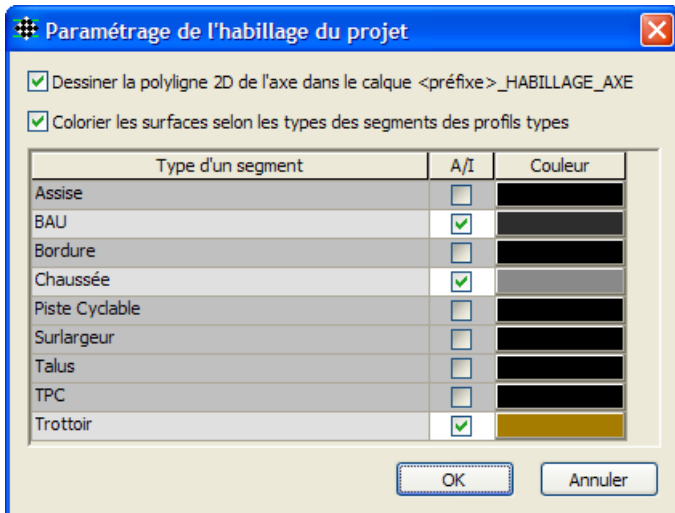 Paramétrage de l'habillage du projet
Dessiner la polyligne 2D de l'axe dans le calque <préfixe>_HABILLAGE_AXE
Colorier les surfaces selon les types des segments des profils types
Type d'un segment A/I Couleur
Assise
BAU
Bordure
Chaussée
Piste Cyclable
Surlargeur
Talus
TPC
Trottoir
OK Annuler